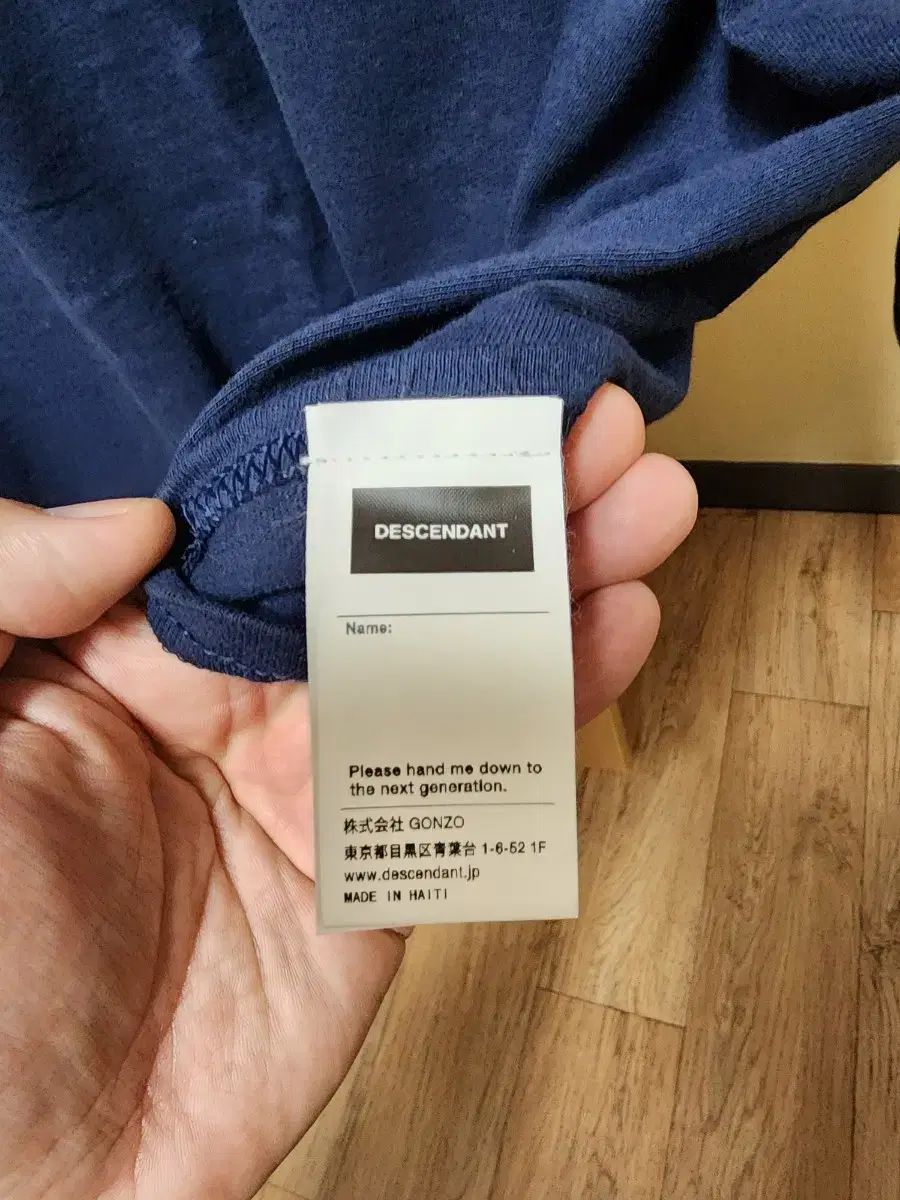 DESCENDANT
Name:
Please hand me down to
the next generation.
株式会社 GONZO
東京都目黒区青葉台 1-6-52 1F
www.descendant.jp
MADE IN HAITI